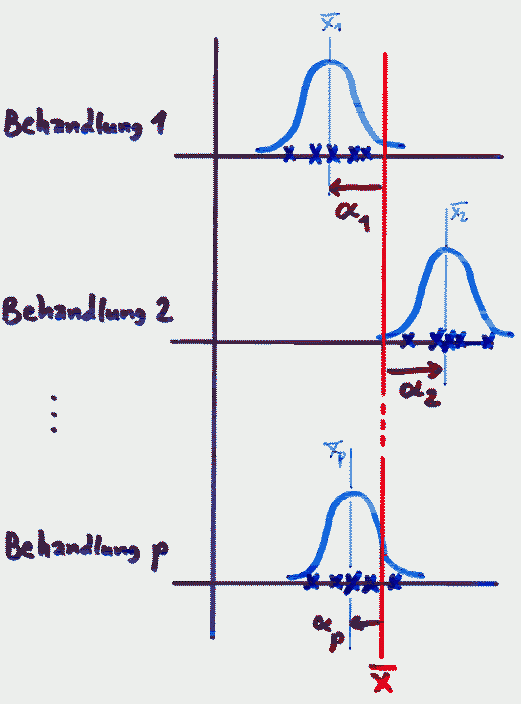 x̄₁
Behandlung 1
α₁
x̄₂
Behandlung 2
α₂
⋮
x̄ₚ
Behandlung p
αₚ
x̄